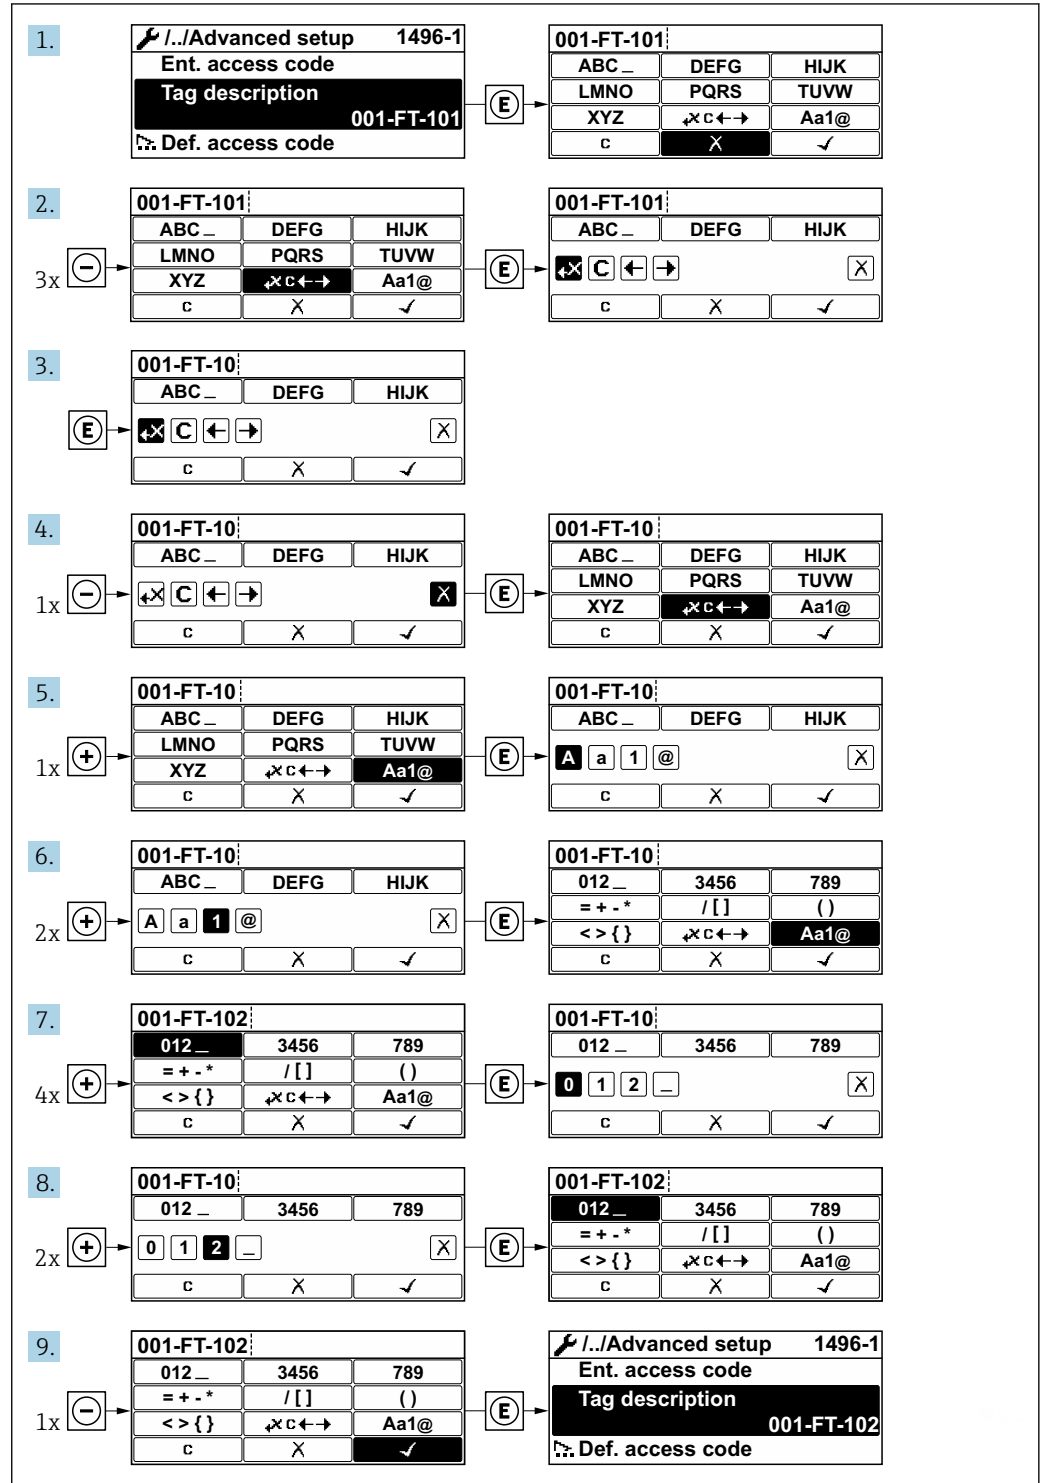 1.
/../Advanced setup 1496-1
Ent. access code
Tag description
001-FT-101
Def. access code
E
001-FT-101
ABC_ DEFG HIJK
LMNO PQRS TUVW
XYZ C←→ Aa1@
C X ✓
2.
3x −
001-FT-101
ABC_ DEFG HIJK
LMNO PQRS TUVW
XYZ C←→ Aa1@
C X ✓
E
001-FT-101
ABC_ DEFG HIJK
C ← → X
C X ✓
3.
E
001-FT-10
ABC_ DEFG HIJK
C ← → X
C X ✓
4.
1x −
001-FT-10
ABC_ DEFG HIJK
C ← → X
C X ✓
E
001-FT-10
ABC_ DEFG HIJK
LMNO PQRS TUVW
XYZ C←→ Aa1@
C X ✓
5.
1x +
001-FT-10
ABC_ DEFG HIJK
LMNO PQRS TUVW
XYZ C←→ Aa1@
C X ✓
E
001-FT-10
ABC_ DEFG HIJK
A a 1 @ X
C X ✓
6.
2x +
001-FT-10
ABC_ DEFG HIJK
A a 1 @ X
C X ✓
E
001-FT-10
012_ 3456 789
=+-* /[] ()
<>{} C←→ Aa1@
C X ✓
7.
4x +
001-FT-102
012_ 3456 789
=+-* /[] ()
<>{} C←→ Aa1@
C X ✓
E
001-FT-10
012_ 3456 789
0 1 2 _ X
C X ✓
8.
2x +
001-FT-10
012_ 3456 789
0 1 2 _ X
C X ✓
E
001-FT-102
012_ 3456 789
=+-* /[] ()
<>{} C←→ Aa1@
C X ✓
9.
1x −
001-FT-102
012_ 3456 789
=+-* /[] ()
<>{} C←→ Aa1@
C X ✓
E
/../Advanced setup 1496-1
Ent. access code
Tag description
001-FT-102
Def. access code